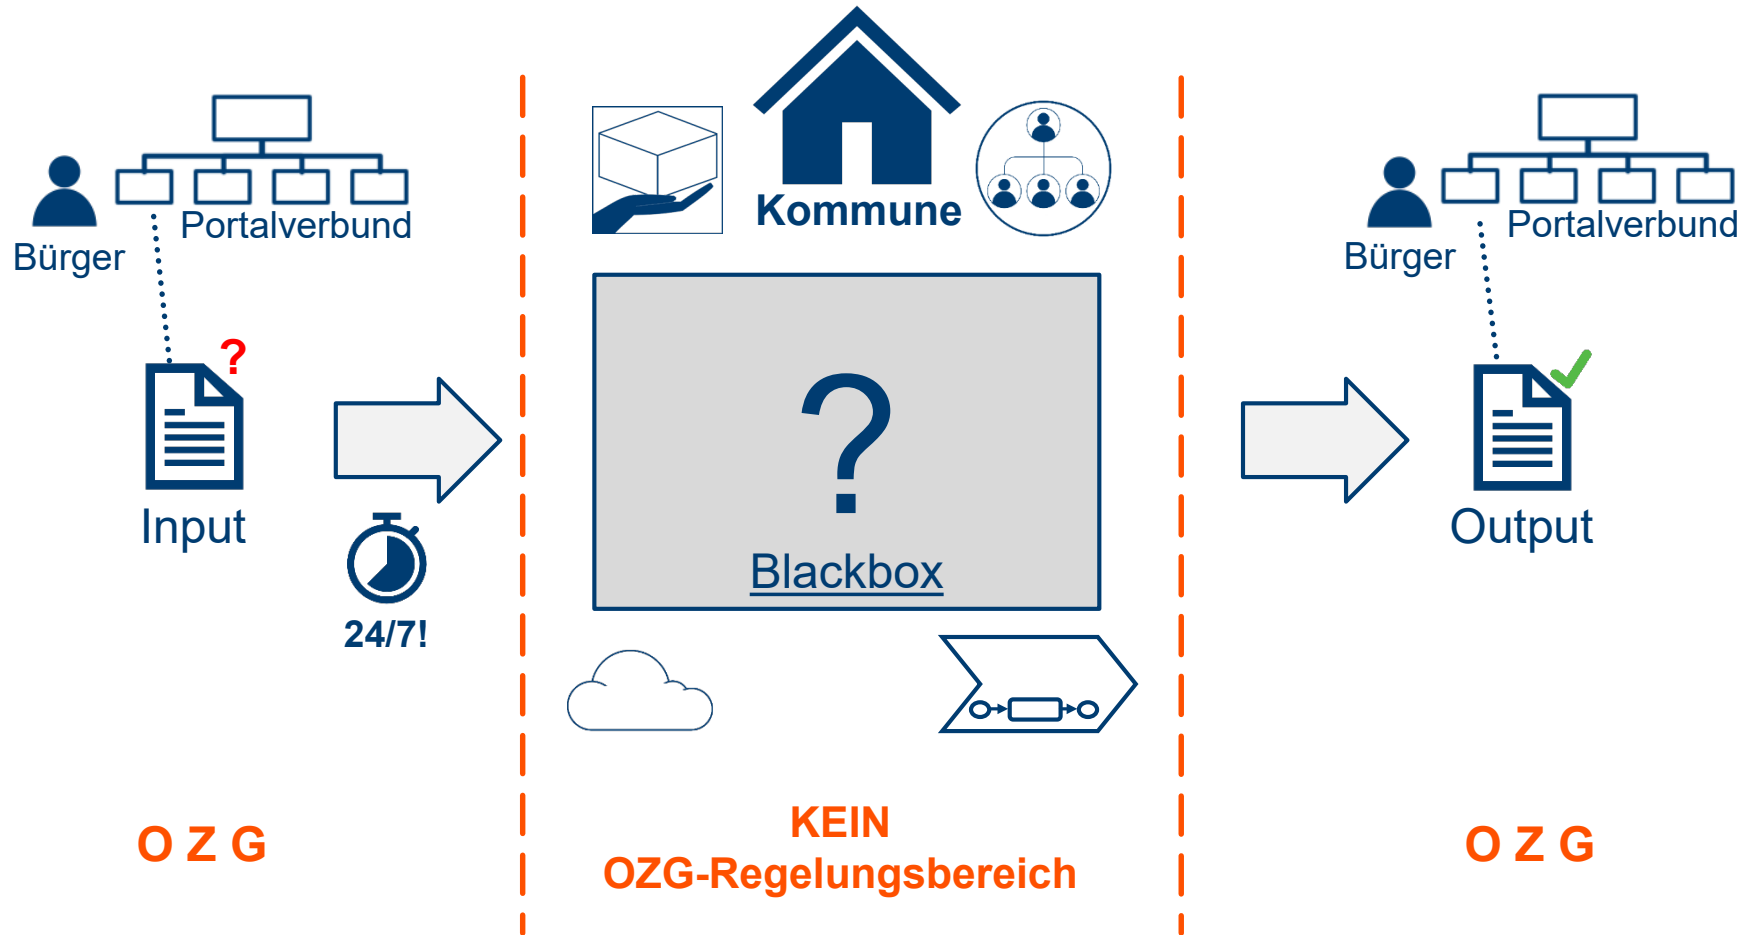 Bürger
Portalverbund
?
Input
24/7!
O Z G
Kommune
?
Blackbox
KEIN
OZG-Regelungsbereich
Bürger
Portalverbund
Output
O Z G